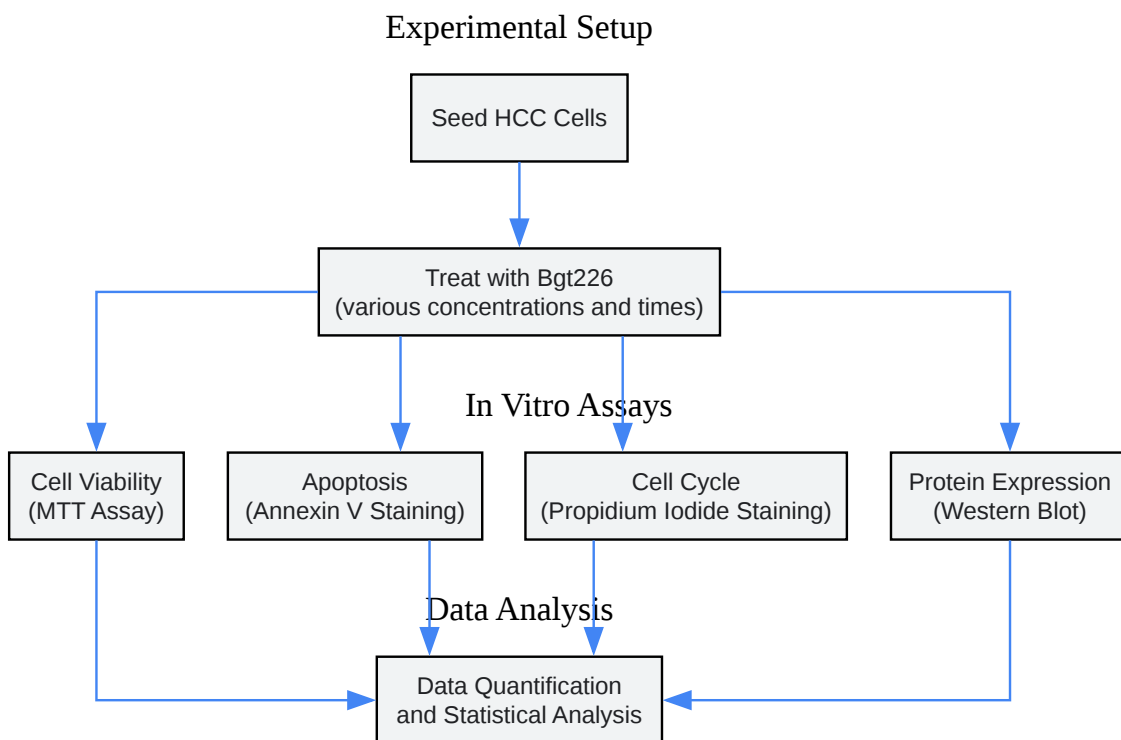 Experimental Setup
Seed HCC Cells
Treat with Bgt226
(various concentrations and times)
In Vitro Assays
Cell Viability
(MTT Assay)
Apoptosis
(Annexin V Staining)
Cell Cycle
(Propidium Iodide Staining)
Protein Expression
(Western Blot)
Data Analysis
Data Quantification
and Statistical Analysis